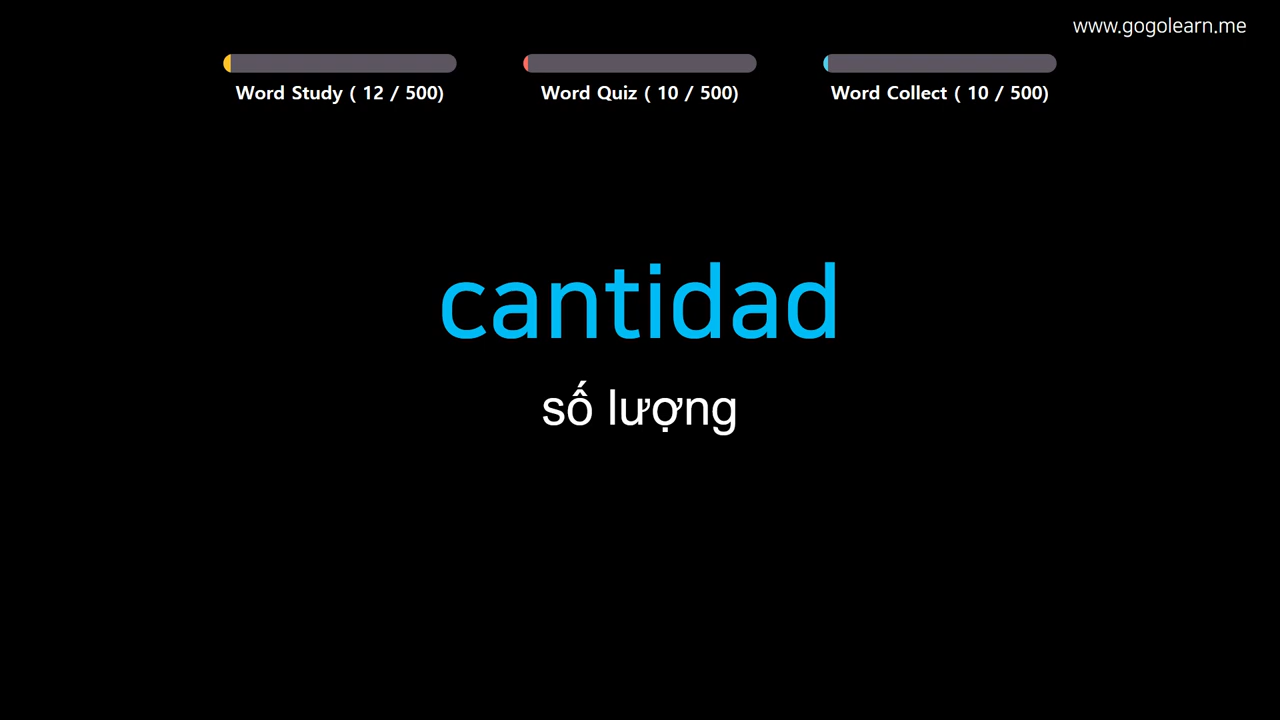 www.gogolearn.me
Word Study ( 12 / 500)
Word Quiz ( 10 / 500)
Word Collect ( 10 / 500)
cantidad
số lượng